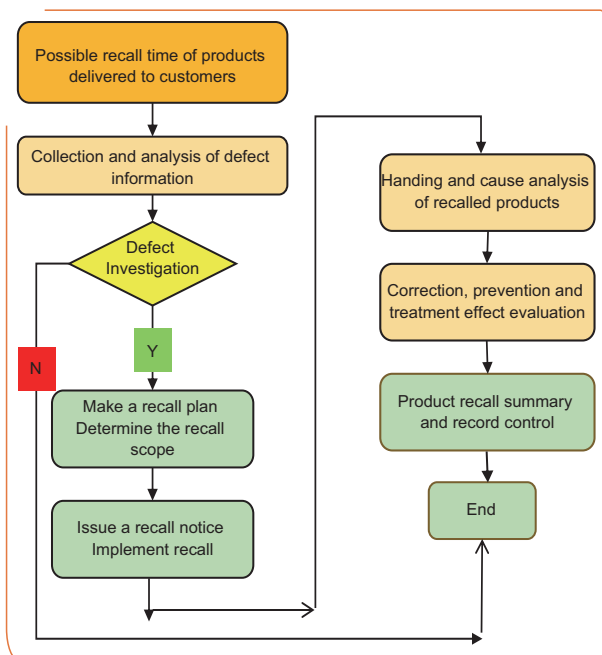 Possible recall time of products
delivered to customers
Collection and analysis of defect
information
Defect
Investigation
N
Y
Make a recall plan
Determine the recall
scope
Issue a recall notice
Implement recall
Handing and cause analysis
of recalled products
Correction, prevention and
treatment effect evaluation
Product recall summary
and record control
End